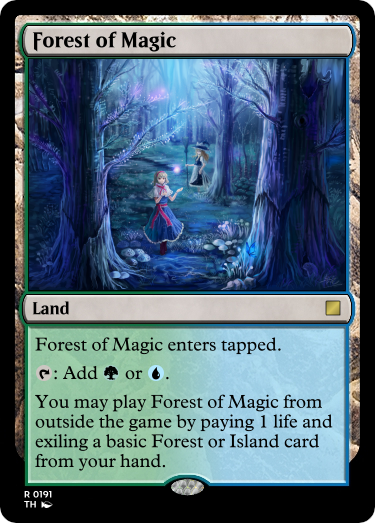 Forest of Magic
Land
Forest of Magic enters tapped.
: Add or .
You may play Forest of Magic from
outside the game by paying 1 life and
exiling a basic Forest or Island card
from your hand.
R 0191
TH